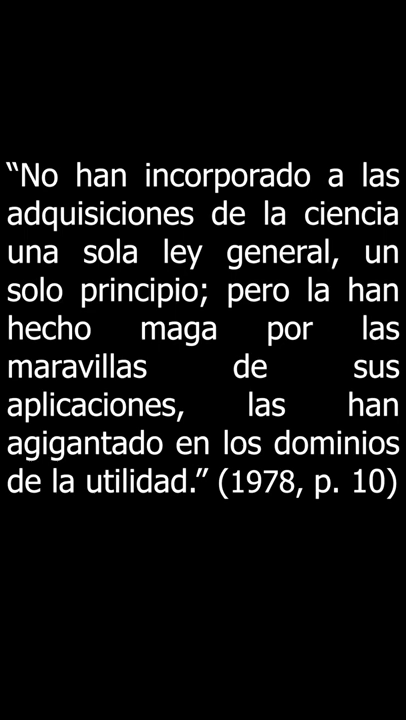 “No han incorporado a las
adquisiciones de la ciencia
una sola ley general, un
solo principio; pero la han
hecho maga por las
maravillas de sus
aplicaciones, las han
agigantado en los dominios
de la utilidad.” (1978, p. 10)